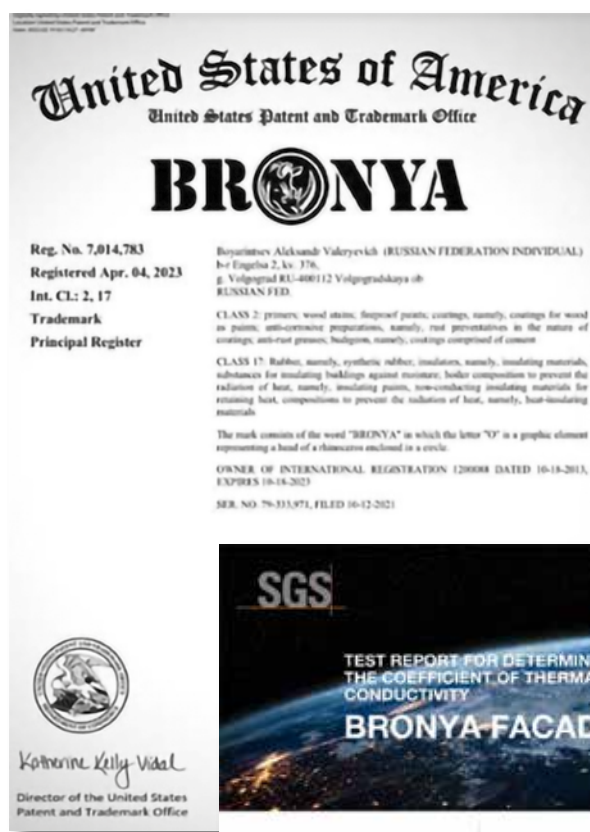 United States of America
United States Patent and Trademark Office
BRONYA
Reg. No. 7,014,783
Registered Apr. 04, 2023
Int. Cl.: 2, 17
Trademark
Principal Register
Boyarintsev Aleksandr Valeryevich (RUSSIAN FEDERATION INDIVIDUAL)
b-r Engelsa 2, kv. 376,
g. Volgograd RU-400112 Volgogradskaya ob
RUSSIAN FED.
CLASS 2: primers; wood stains; fireproof paints; coatings, namely, coatings for wood
as paints; anti-corrosive preparations, namely, rust preventatives in the nature of
coatings; anti-rust greases; badigeon, namely, coatings comprised of cement
CLASS 17: Rubber, namely, synthetic rubber, insulators, namely, insulating materials,
substances for insulating buildings against moisture; boiler composition to prevent the
radiation of heat, namely, insulating paints, non-conducting insulating materials for
retaining heat, compositions to prevent the radiation of heat, namely, heat-insulating
materials
The mark consists of the word "BRONYA" in which the letter "O" is a graphic element
representing a head of a rhinoceros enclosed in a circle.
OWNER OF INTERNATIONAL REGISTRATION 1200088 DATED 10-18-2013,
EXPIRES 10-18-2023
SER. NO. 79-333,971, FILED 10-12-2021
SGS
TEST REPORT FOR DETERMIN
THE COEFFICIENT OF THERMA
CONDUCTIVITY
BRONYA FACAD
Katherine Kelly Vidal
Director of the United States
Patent and Trademark Office